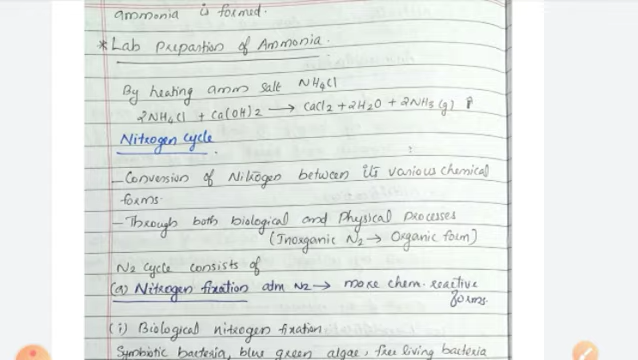 ammonia is formed.
* Lab Prepartion of Ammonia.
By heating amm salt NH4Cl
2NH4Cl + Ca(OH)2 → CaCl2 + 2H2O + 2NH3(g) ↑
Nitrogen cycle
- Conversion of Nitrogen between its various chemical
forms.
- Through both biological and Physical processes
(Inorganic N2 → Organic form)
N2 cycle consists of
(a) Nitrogen fixation atm N2 → more chem. reactive
forms.
(i) Biological nitrogen fixation
Symbiotic bacteria, blue green algae, free living bacteria